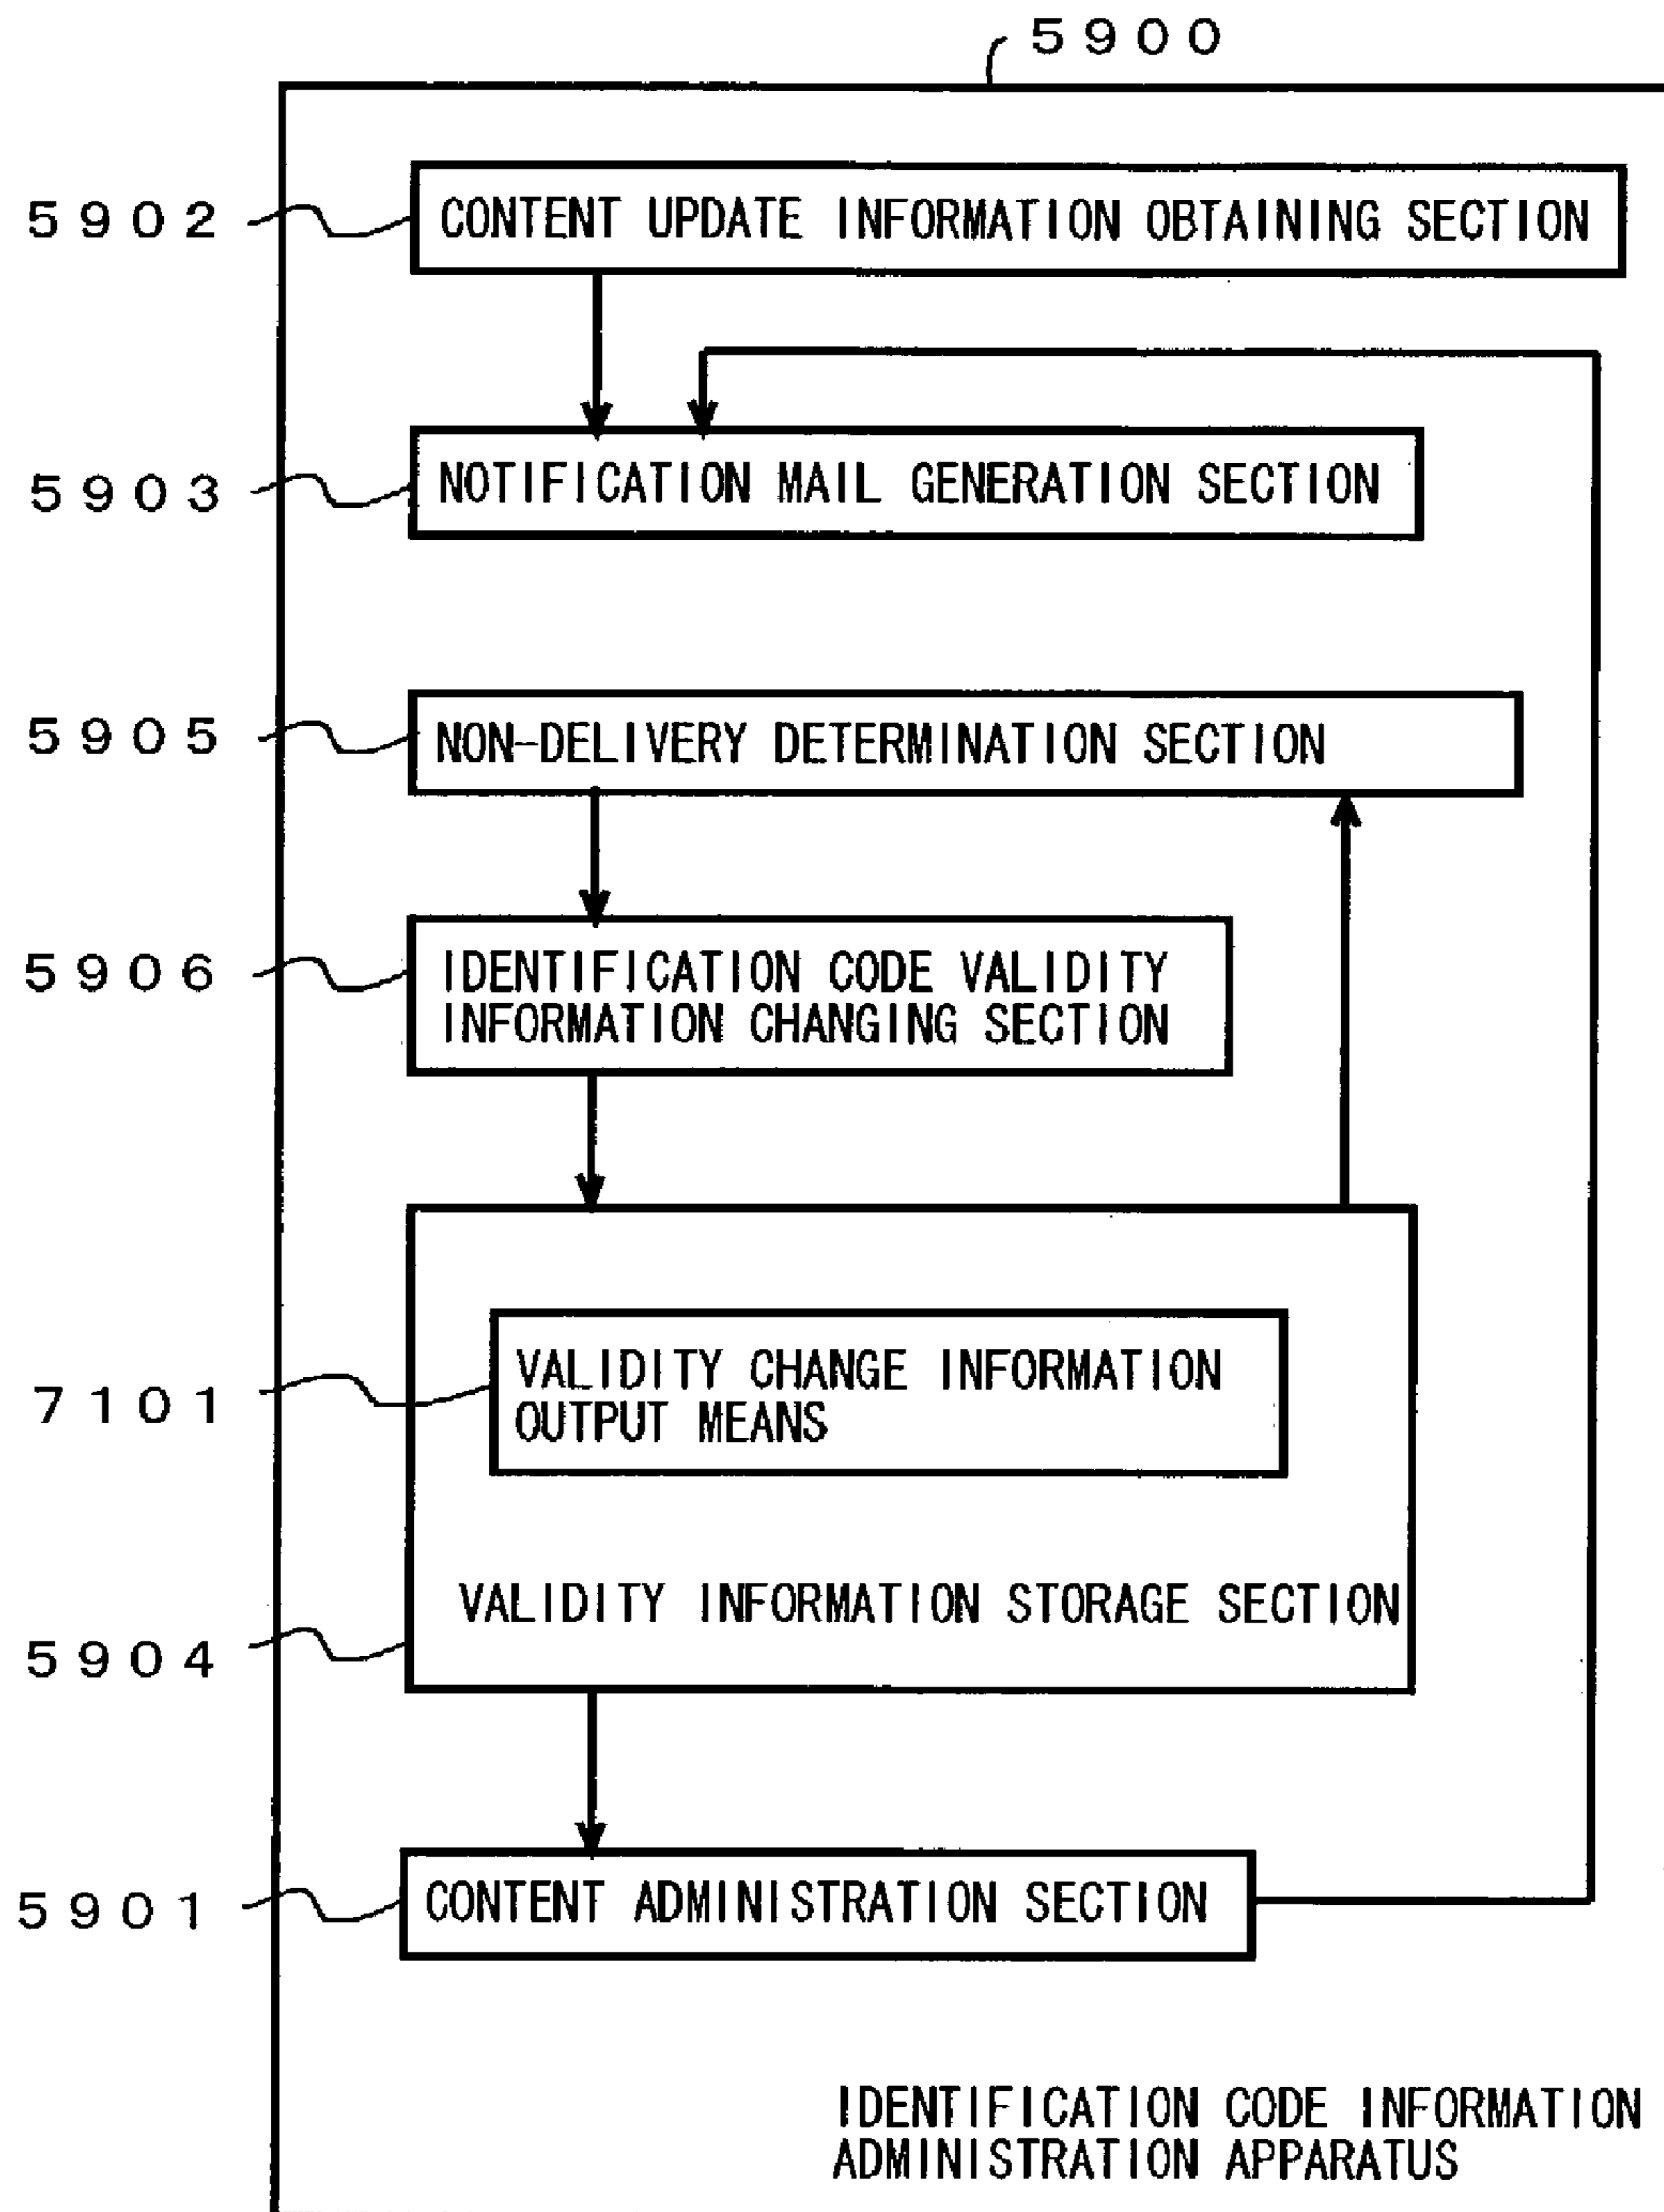 5900
5902
CONTENT UPDATE INFORMATION OBTAINING SECTION
5903
NOTIFICATION MAIL GENERATION SECTION
5905
NON-DELIVERY DETERMINATION SECTION
5906
IDENTIFICATION CODE VALIDITY
INFORMATION CHANGING SECTION
7101
VALIDITY CHANGE INFORMATION
OUTPUT MEANS
VALIDITY INFORMATION STORAGE SECTION
5904
5901
CONTENT ADMINISTRATION SECTION
IDENTIFICATION CODE INFORMATION
ADMINISTRATION APPARATUS